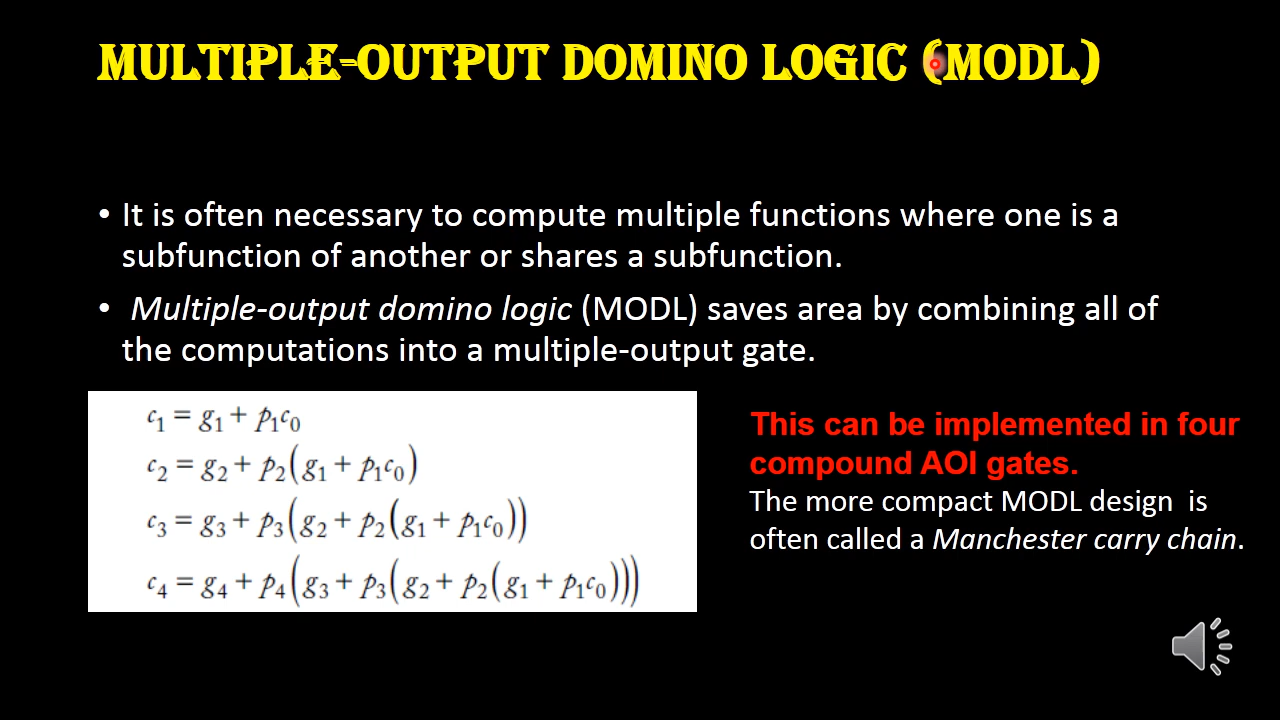 MULTIPLE-OUTPUT DOMINO LOGIC (MODL)
• It is often necessary to compute multiple functions where one is a
subfunction of another or shares a subfunction.
• Multiple-output domino logic (MODL) saves area by combining all of
the computations into a multiple-output gate.
c₁ = g₁ + p₁c₀
c₂ = g₂ + p₂(g₁ + p₁c₀)
c₃ = g₃ + p₃(g₂ + p₂(g₁ + p₁c₀))
c₄ = g₄ + p₄(g₃ + p₃(g₂ + p₂(g₁ + p₁c₀)))
This can be implemented in four
compound AOI gates.
The more compact MODL design is
often called a Manchester carry chain.